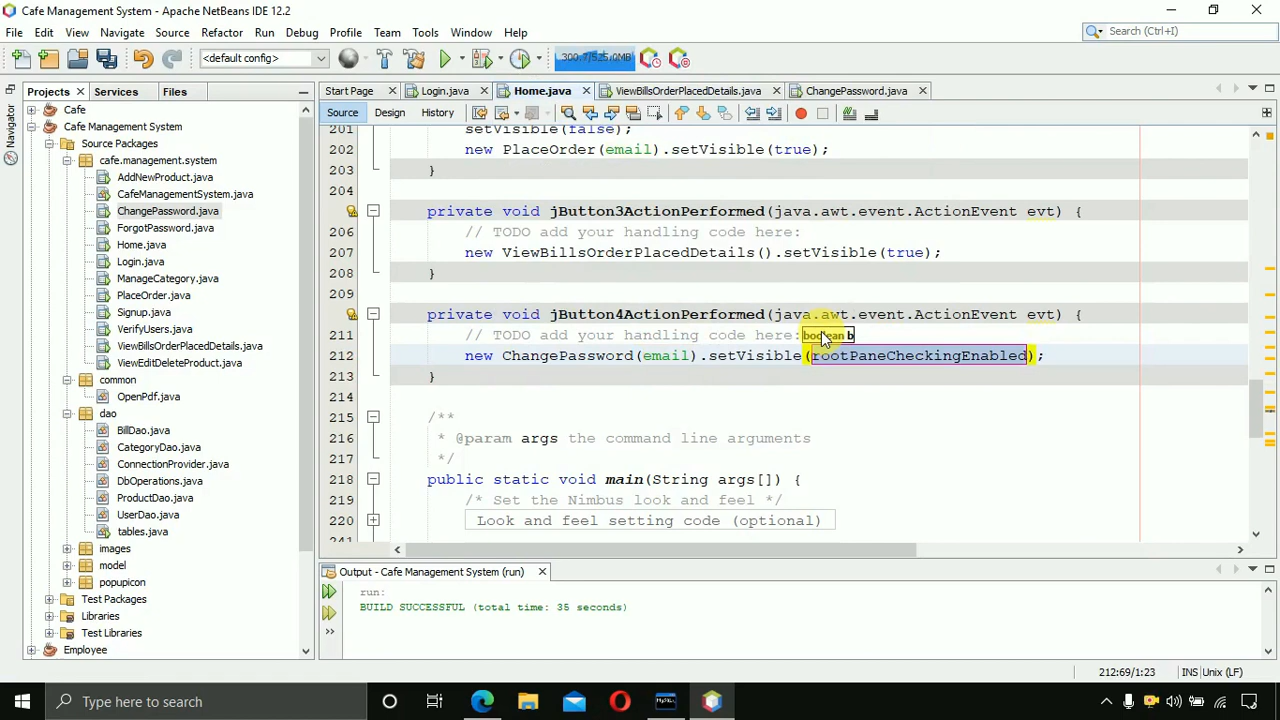 Cafe Management System - Apache NetBeans IDE 12.2
File Edit View Navigate Source Refactor Run Debug Profile Team Tools Window Help
Search (Ctrl+I)
<default config>
300.7/525.0MB
Projects Services Files
Start Page Login.java Home.java ViewBillsOrderPlacedDetails.java ChangePassword.java
Source Design History
Navigator
Cafe
Cafe Management System
Source Packages
cafe.management.system
AddNewProduct.java
CafeManagementSystem.java
ChangePassword.java
ForgotPassword.java
Home.java
Login.java
ManageCategory.java
PlaceOrder.java
Signup.java
VerifyUsers.java
ViewBillsOrderPlacedDetails.java
ViewEditDeleteProduct.java
common
OpenPdf.java
dao
BillDao.java
CategoryDao.java
ConnectionProvider.java
DbOperations.java
ProductDao.java
UserDao.java
tables.java
images
model
popupicon
Test Packages
Libraries
Test Libraries
Employee
201 setVisible(false);
202 new PlaceOrder(email).setVisible(true);
203 }
204
private void jButton3ActionPerformed(java.awt.event.ActionEvent evt) {
206 // TODO add your handling code here:
207 new ViewBillsOrderPlacedDetails().setVisible(true);
208 }
209
private void jButton4ActionPerformed(java.awt.event.ActionEvent evt) {
211 // TODO add your handling code here: boolean b
212 new ChangePassword(email).setVisible(rootPaneCheckingEnabled);
213 }
214
215 /**
216 * @param args the command line arguments
217 */
218 public static void main(String args[]) {
219 /* Set the Nimbus look and feel */
220 Look and feel setting code (optional)
241
Output - Cafe Management System (run)
run:
BUILD SUCCESSFUL (total time: 35 seconds)
212:69/1:23 INS Unix (LF)
Type here to search